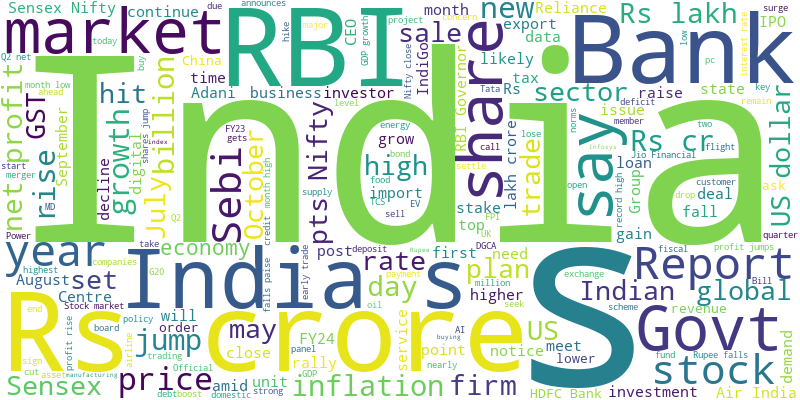 Sensex Nifty
continue
due
announces
hike
major
project
Reliance
Rs lakh
surge
IPO
market
RBI
CEO
sale
new
export
data
Bank
month
GDP growth
today
Q2 net
month low
ahead
buy
China
time
IndiGo
likely
tax
low
pc
interest rate
Adani
business
investor
Nifty close
RBI Governor
Rs
Tata
sector
raise
state
key
deficit
remain
India
net profit
GST
hit
growth
billion
September
shares jump
FY23
gets
level
share
call
lose
issue
norms
member
two
Infosys
US dollar
rise
decline
digital
July
Sebi
October
pts Nifty
energy
grow
bond
high
trade
say
Rs cr
loan
Jio Financial
flight
index
start
merger
MD
food
supply
import
TCS
EV
sell
settle
lakh crore
stake
open
record high
Group
drop
deal
customer
ask
fall
Power
Q2
month high
credit
top
FPI
UK
gain
quarter
year
take
economy
post
deposit
Rupee
DGCA
first
need
fiscal
profit jumps
companies
highest
G20
India's
falls paise
early trade
rate
plan
Report
Bill
August
set
day
payment
million
higher
Indian
exchange
global
Centre
Stock market
will
oil
seek
scheme
revenue
Rs crore
S
Govt
end
board
policy
order
may
FY24
service
AI
buying
US
meet
profit rise
airline
jump
close
rally
point
notice
lower
stock
demand
sign
trading
Official
panel
GDP
nearly
fund
Rupee falls
cut
asset
manufacturing
Sensex
price
amid
unit
inflation
firm
HDFC Bank
investment
Air India
debt
boost
domestic
strong
concern